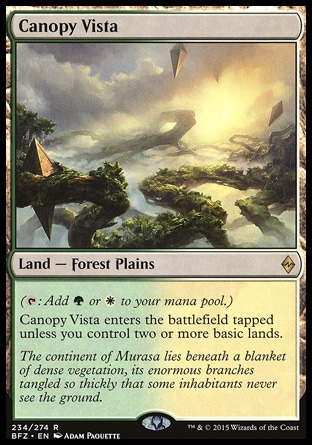 Canopy Vista
Land — Forest Plains
(: Add or to your mana pool.)
Canopy Vista enters the battlefield tapped
unless you control two or more basic lands.
The continent of Murasa lies beneath a blanket
of dense vegetation, its enormous branches
tangled so thickly that some inhabitants never
see the ground.
234/274 R
BFZ • EN Adam Paquette
™ & © 2015 Wizards of the Coast